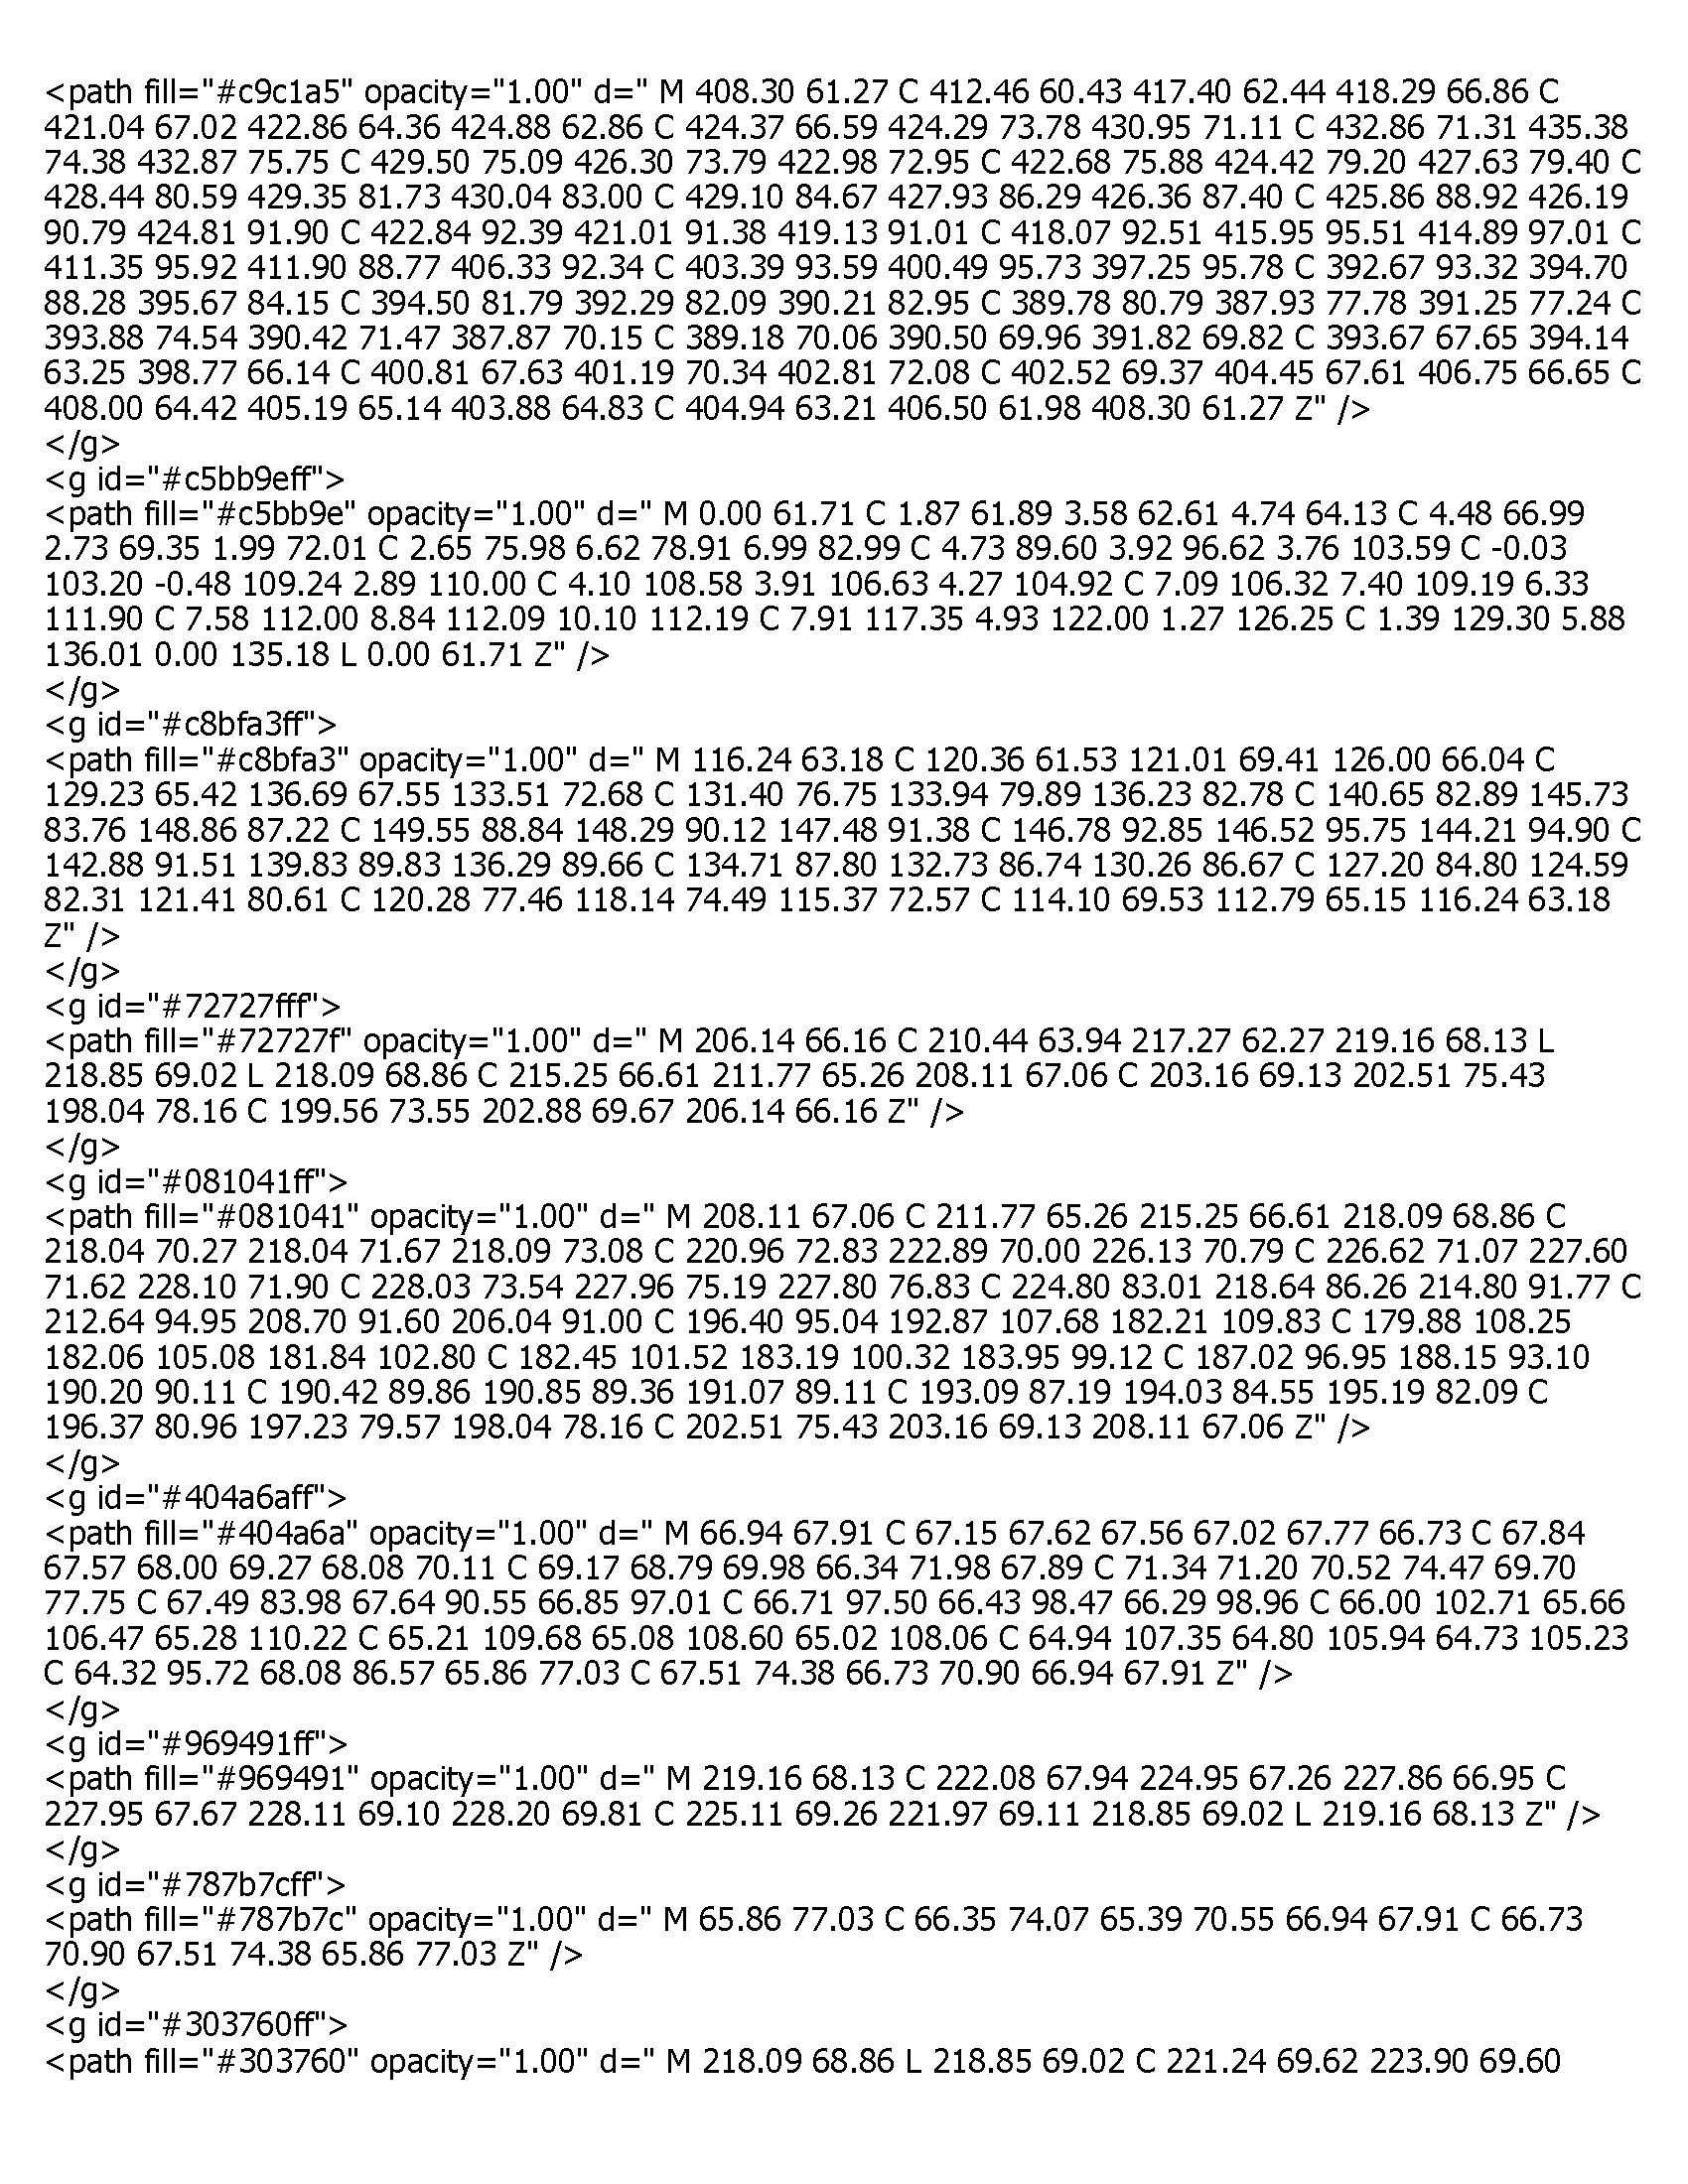 <path fill="#c9c1a5" opacity="1.00" d=" M 408.30 61.27 C 412.46 60.43 417.40 62.44 418.29 66.86 C
421.04 67.02 422.86 64.36 424.88 62.86 C 424.37 66.59 424.29 73.78 430.95 71.11 C 432.86 71.31 435.38
74.38 432.87 75.75 C 429.50 75.09 426.30 73.79 422.98 72.95 C 422.68 75.88 424.42 79.20 427.63 79.40 C
428.44 80.59 429.35 81.73 430.04 83.00 C 429.10 84.67 427.93 86.29 426.36 87.40 C 425.86 88.92 426.19
90.79 424.81 91.90 C 422.84 92.39 421.01 91.38 419.13 91.01 C 418.07 92.51 415.95 95.51 414.89 97.01 C
411.35 95.92 411.90 88.77 406.33 92.34 C 403.39 93.59 400.49 95.73 397.25 95.78 C 392.67 93.32 394.70
88.28 395.67 84.15 C 394.50 81.79 392.29 82.09 390.21 82.95 C 389.78 80.79 387.93 77.78 391.25 77.24 C
393.88 74.54 390.42 71.47 387.87 70.15 C 389.18 70.06 390.50 69.96 391.82 69.82 C 393.67 67.65 394.14
63.25 398.77 66.14 C 400.81 67.63 401.19 70.34 402.81 72.08 C 402.52 69.37 404.45 67.61 406.75 66.65 C
408.00 64.42 405.19 65.14 403.88 64.83 C 404.94 63.21 406.50 61.98 408.30 61.27 Z" />
</g>
<g id="#c5bb9eff">
<path fill="#c5bb9e" opacity="1.00" d=" M 0.00 61.71 C 1.87 61.89 3.58 62.61 4.74 64.13 C 4.48 66.99
2.73 69.35 1.99 72.01 C 2.65 75.98 6.62 78.91 6.99 82.99 C 4.73 89.60 3.92 96.62 3.76 103.59 C -0.03
103.20 -0.48 109.24 2.89 110.00 C 4.10 108.58 3.91 106.63 4.27 104.92 C 7.09 106.32 7.40 109.19 6.33
111.90 C 7.58 112.00 8.84 112.09 10.10 112.19 C 7.91 117.35 4.93 122.00 1.27 126.25 C 1.39 129.30 5.88
136.01 0.00 135.18 L 0.00 61.71 Z" />
</g>
<g id="#c8bfa3ff">
<path fill="#c8bfa3" opacity="1.00" d=" M 116.24 63.18 C 120.36 61.53 121.01 69.41 126.00 66.04 C
129.23 65.42 136.69 67.55 133.51 72.68 C 131.40 76.75 133.94 79.89 136.23 82.78 C 140.65 82.89 145.73
83.76 148.86 87.22 C 149.55 88.84 148.29 90.12 147.48 91.38 C 146.78 92.85 146.52 95.75 144.21 94.90 C
142.88 91.51 139.83 89.83 136.29 89.66 C 134.71 87.80 132.73 86.74 130.26 86.67 C 127.20 84.80 124.59
82.31 121.41 80.61 C 120.28 77.46 118.14 74.49 115.37 72.57 C 114.10 69.53 112.79 65.15 116.24 63.18
Z" />
</g>
<g id="#72727fff">
<path fill="#72727f" opacity="1.00" d=" M 206.14 66.16 C 210.44 63.94 217.27 62.27 219.16 68.13 L
218.85 69.02 L 218.09 68.86 C 215.25 66.61 211.77 65.26 208.11 67.06 C 203.16 69.13 202.51 75.43
198.04 78.16 C 199.56 73.55 202.88 69.67 206.14 66.16 Z" />
</g>
<g id="#081041ff">
<path fill="#081041" opacity="1.00" d=" M 208.11 67.06 C 211.77 65.26 215.25 66.61 218.09 68.86 C
218.04 70.27 218.04 71.67 218.09 73.08 C 220.96 72.83 222.89 70.00 226.13 70.79 C 226.62 71.07 227.60
71.62 228.10 71.90 C 228.03 73.54 227.96 75.19 227.80 76.83 C 224.80 83.01 218.64 86.26 214.80 91.77 C
212.64 94.95 208.70 91.60 206.04 91.00 C 196.40 95.04 192.87 107.68 182.21 109.83 C 179.88 108.25
182.06 105.08 181.84 102.80 C 182.45 101.52 183.19 100.32 183.95 99.12 C 187.02 96.95 188.15 93.10
190.20 90.11 C 190.42 89.86 190.85 89.36 191.07 89.11 C 193.09 87.19 194.03 84.55 195.19 82.09 C
196.37 80.96 197.23 79.57 198.04 78.16 C 202.51 75.43 203.16 69.13 208.11 67.06 Z" />
</g>
<g id="#404a6aff">
<path fill="#404a6a" opacity="1.00" d=" M 66.94 67.91 C 67.15 67.62 67.56 67.02 67.77 66.73 C 67.84
67.57 68.00 69.27 68.08 70.11 C 69.17 68.79 69.98 66.34 71.98 67.89 C 71.34 71.20 70.52 74.47 69.70
77.75 C 67.49 83.98 67.64 90.55 66.85 97.01 C 66.71 97.50 66.43 98.47 66.29 98.96 C 66.00 102.71 65.66
106.47 65.28 110.22 C 65.21 109.68 65.08 108.60 65.02 108.06 C 64.94 107.35 64.80 105.94 64.73 105.23
C 64.32 95.72 68.08 86.57 65.86 77.03 C 67.51 74.38 66.73 70.90 66.94 67.91 Z" />
</g>
<g id="#969491ff">
<path fill="#969491" opacity="1.00" d=" M 219.16 68.13 C 222.08 67.94 224.95 67.26 227.86 66.95 C
227.95 67.67 228.11 69.10 228.20 69.81 C 225.11 69.26 221.97 69.11 218.85 69.02 L 219.16 68.13 Z" />
</g>
<g id="#787b7cff">
<path fill="#787b7c" opacity="1.00" d=" M 65.86 77.03 C 66.35 74.07 65.39 70.55 66.94 67.91 C 66.73
70.90 67.51 74.38 65.86 77.03 Z" />
</g>
<g id="#303760ff">
<path fill="#303760" opacity="1.00" d=" M 218.09 68.86 L 218.85 69.02 C 221.24 69.62 223.90 69.60